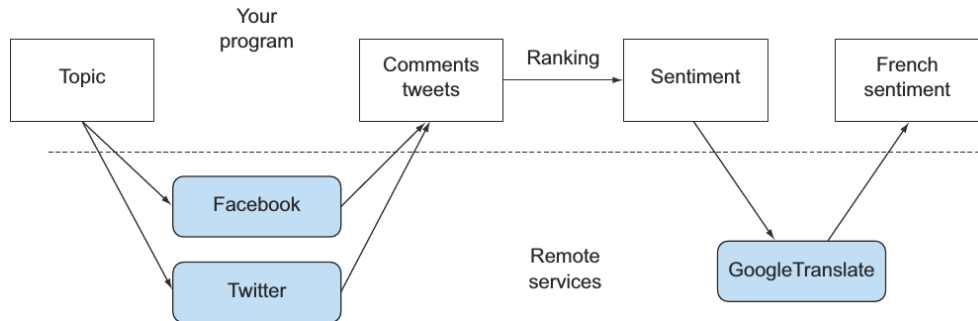 Your
program
Topic
Comments
tweets
Ranking
Sentiment
French
sentiment
Facebook
Twitter
Remote
services
GoogleTranslate